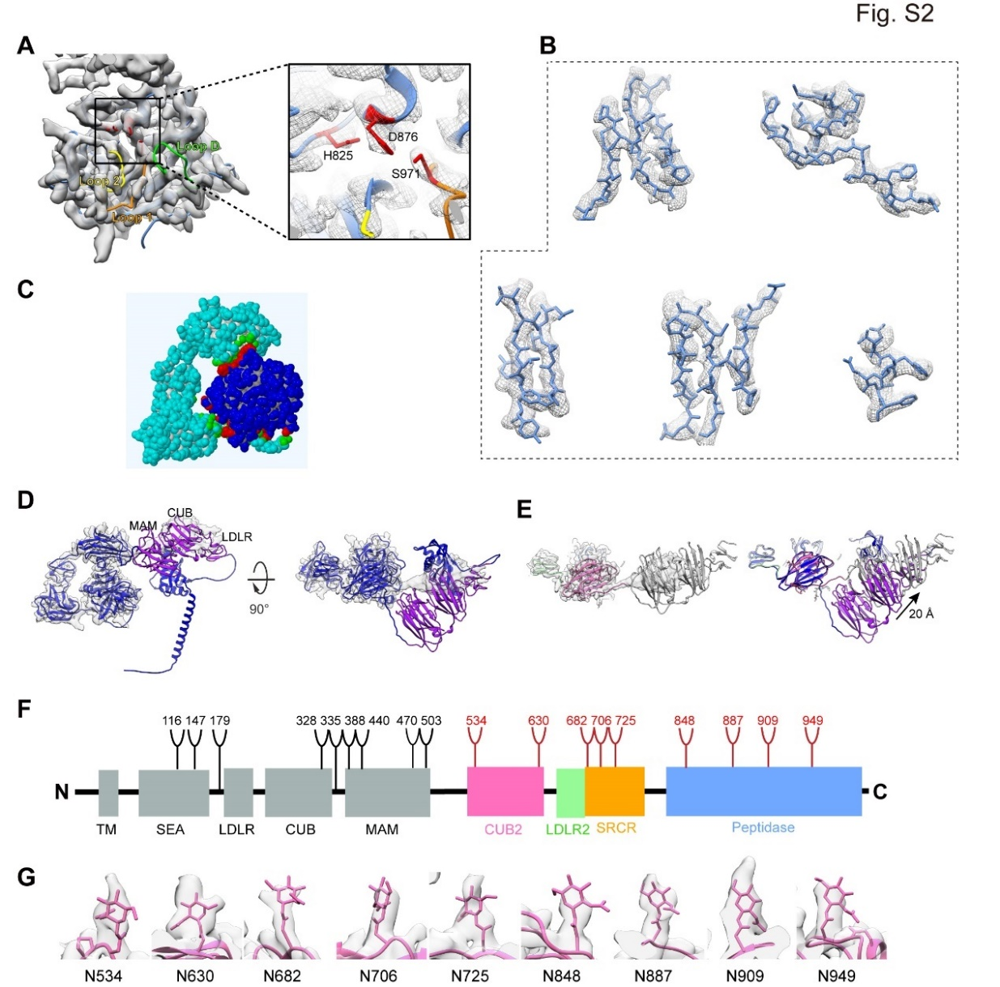 Fig. S2
A
B
Loop D
Loop 2
Loop 1
H825
D876
S971
C
D
CUB
MAM
LDLR
90°
E
20 Å
F
116 147 179 328 335 388 440 470 503 534 630 682 706 725 848 887 909 949
N
C
TM SEA LDLR CUB MAM CUB2 LDLR2 SRCR Peptidase
G
N534 N630 N682 N706 N725 N848 N887 N909 N949